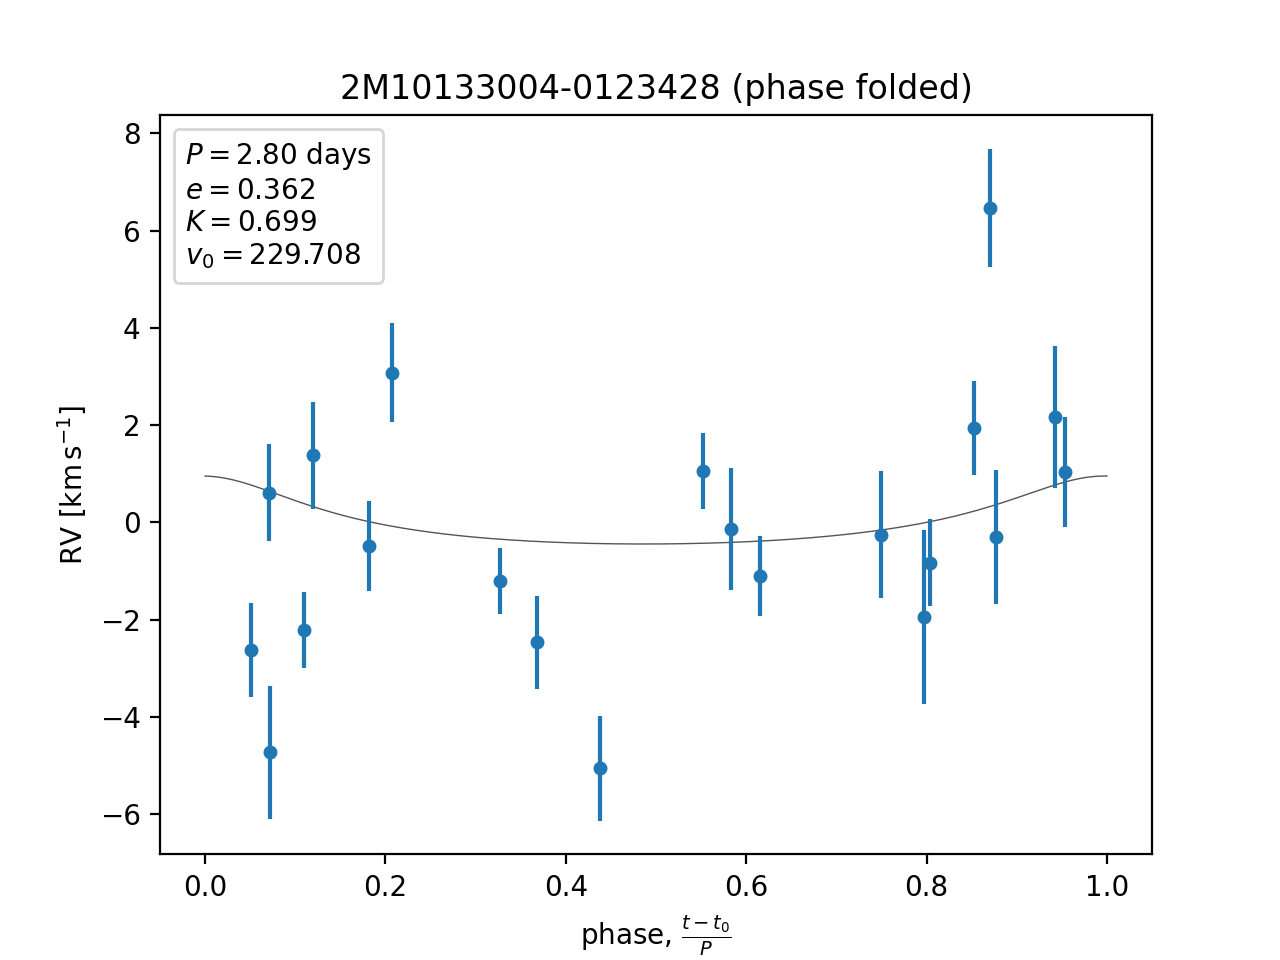 2M10133004-0123428 (phase folded)
P = 2.80 days
e = 0.362
K = 0.699
v₀ = 229.708
8
6
4
2
0
−2
−4
−6
RV [km s⁻¹]
0.0 0.2 0.4 0.6 0.8 1.0
phase, (t − t₀)/P